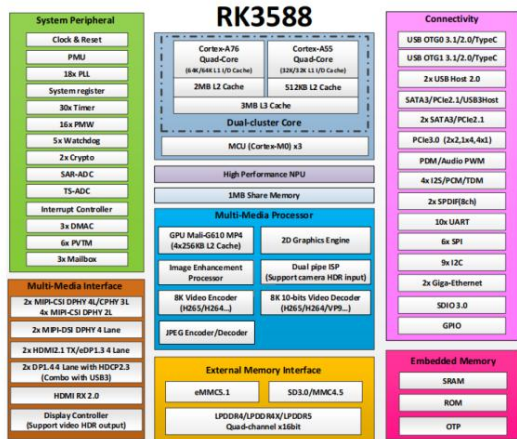 RK3588
System Peripheral
Clock & Reset
PMU
18x PLL
System register
30x Timer
16x PMW
5x Watchdog
2x Crypto
SAR-ADC
TS-ADC
Interrupt Controller
3x DMAC
6x PVTM
3x Mailbox
Multi-Media Interface
2x MIPI-CSI DPHY 4L/CPHY 3L
4x MIPI-CSI DPHY 2L
2x MIPI-DSI DPHY 4 Lane
2x HDMI2.1 TX/eDP1.3 4 Lane
2x DP1.4 4 Lane with HDCP2.3
(Combo with USB3)
HDMI RX 2.0
Display Controller
(Support video HDR output)
Cortex-A76
Quad-Core
(64K/64K L1 I/D Cache)
2MB L2 Cache
Cortex-A55
Quad-Core
(32K/32K L1 I/D Cache)
512KB L2 Cache
3MB L3 Cache
Dual-cluster Core
MCU (Cortex-M0) x3
High Performance NPU
1MB Share Memory
Multi-Media Processor
GPU Mali-G610 MP4
(4x256KB L2 Cache)
2D Graphics Engine
Image Enhancement
Processor
Dual pipe ISP
(Support camera HDR input)
8K Video Encoder
(H265/H264...)
8K 10-bits Video Decoder
(H265/H264/VP9...)
JPEG Encoder/Decoder
External Memory Interface
eMMC5.1
SD3.0/MMC4.5
LPDDR4/LPDDR4X/LPDDR5
Quad-channel x16bit
Connectivity
USB OTG0 3.1/2.0/TypeC
USB OTG1 3.1/2.0/TypeC
2x USB Host 2.0
SATA3/PCIe2.1/USB3Host
2x SATA3/PCIe2.1
PCIe3.0 (2x2,1x4,4x1)
PDM/Audio PWM
4x I2S/PCM/TDM
2x SPDIF(8ch)
10x UART
6x SPI
9x I2C
2x Giga-Ethernet
SDIO 3.0
GPIO
Embedded Memory
SRAM
ROM
OTP